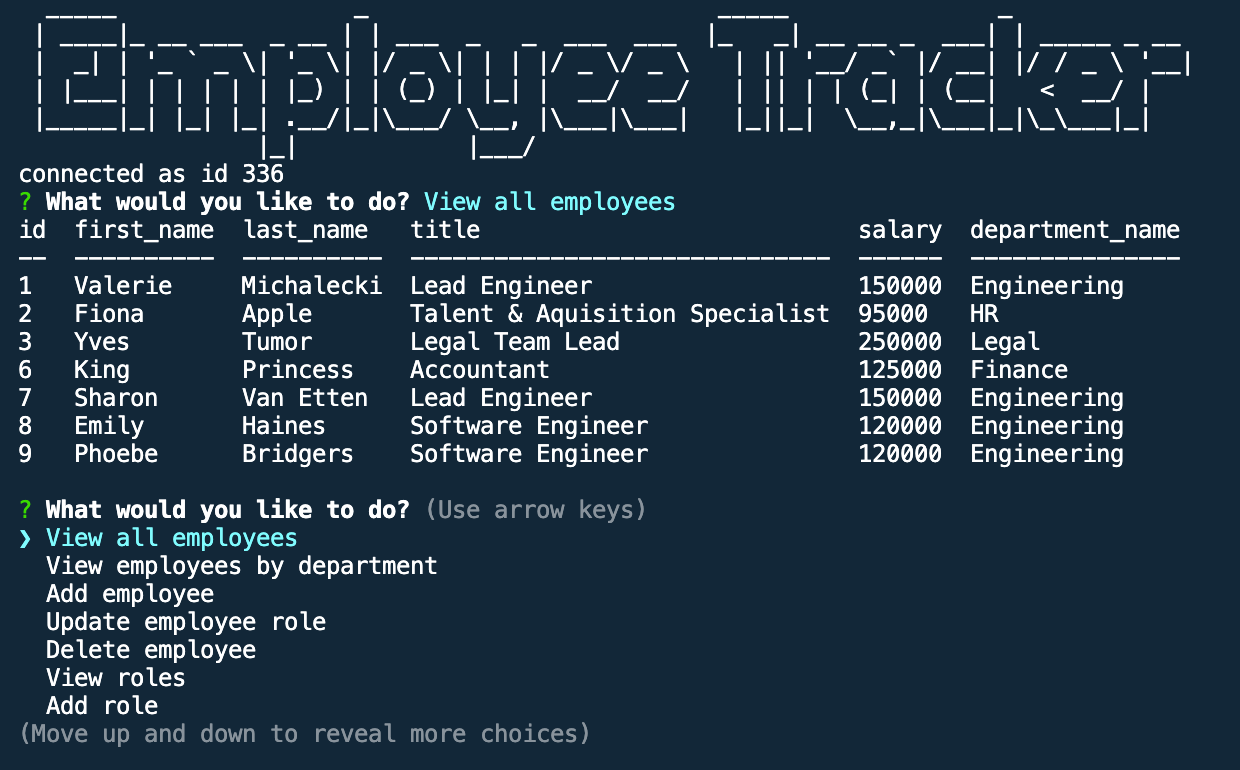 Employee Tracker
connected as id 336
? What would you like to do? View all employees
id  first_name  last_name   title                           salary  department_name
--  ----------  ----------  ------------------------------  ------  ---------------
1   Valerie     Michalecki  Lead Engineer                   150000  Engineering
2   Fiona       Apple       Talent & Aquisition Specialist  95000   HR
3   Yves        Tumor       Legal Team Lead                 250000  Legal
6   King        Princess    Accountant                      125000  Finance
7   Sharon      Van Etten   Lead Engineer                   150000  Engineering
8   Emily       Haines      Software Engineer               120000  Engineering
9   Phoebe      Bridgers    Software Engineer               120000  Engineering
? What would you like to do? (Use arrow keys)
❯ View all employees
  View employees by department
  Add employee
  Update employee role
  Delete employee
  View roles
  Add role
(Move up and down to reveal more choices)